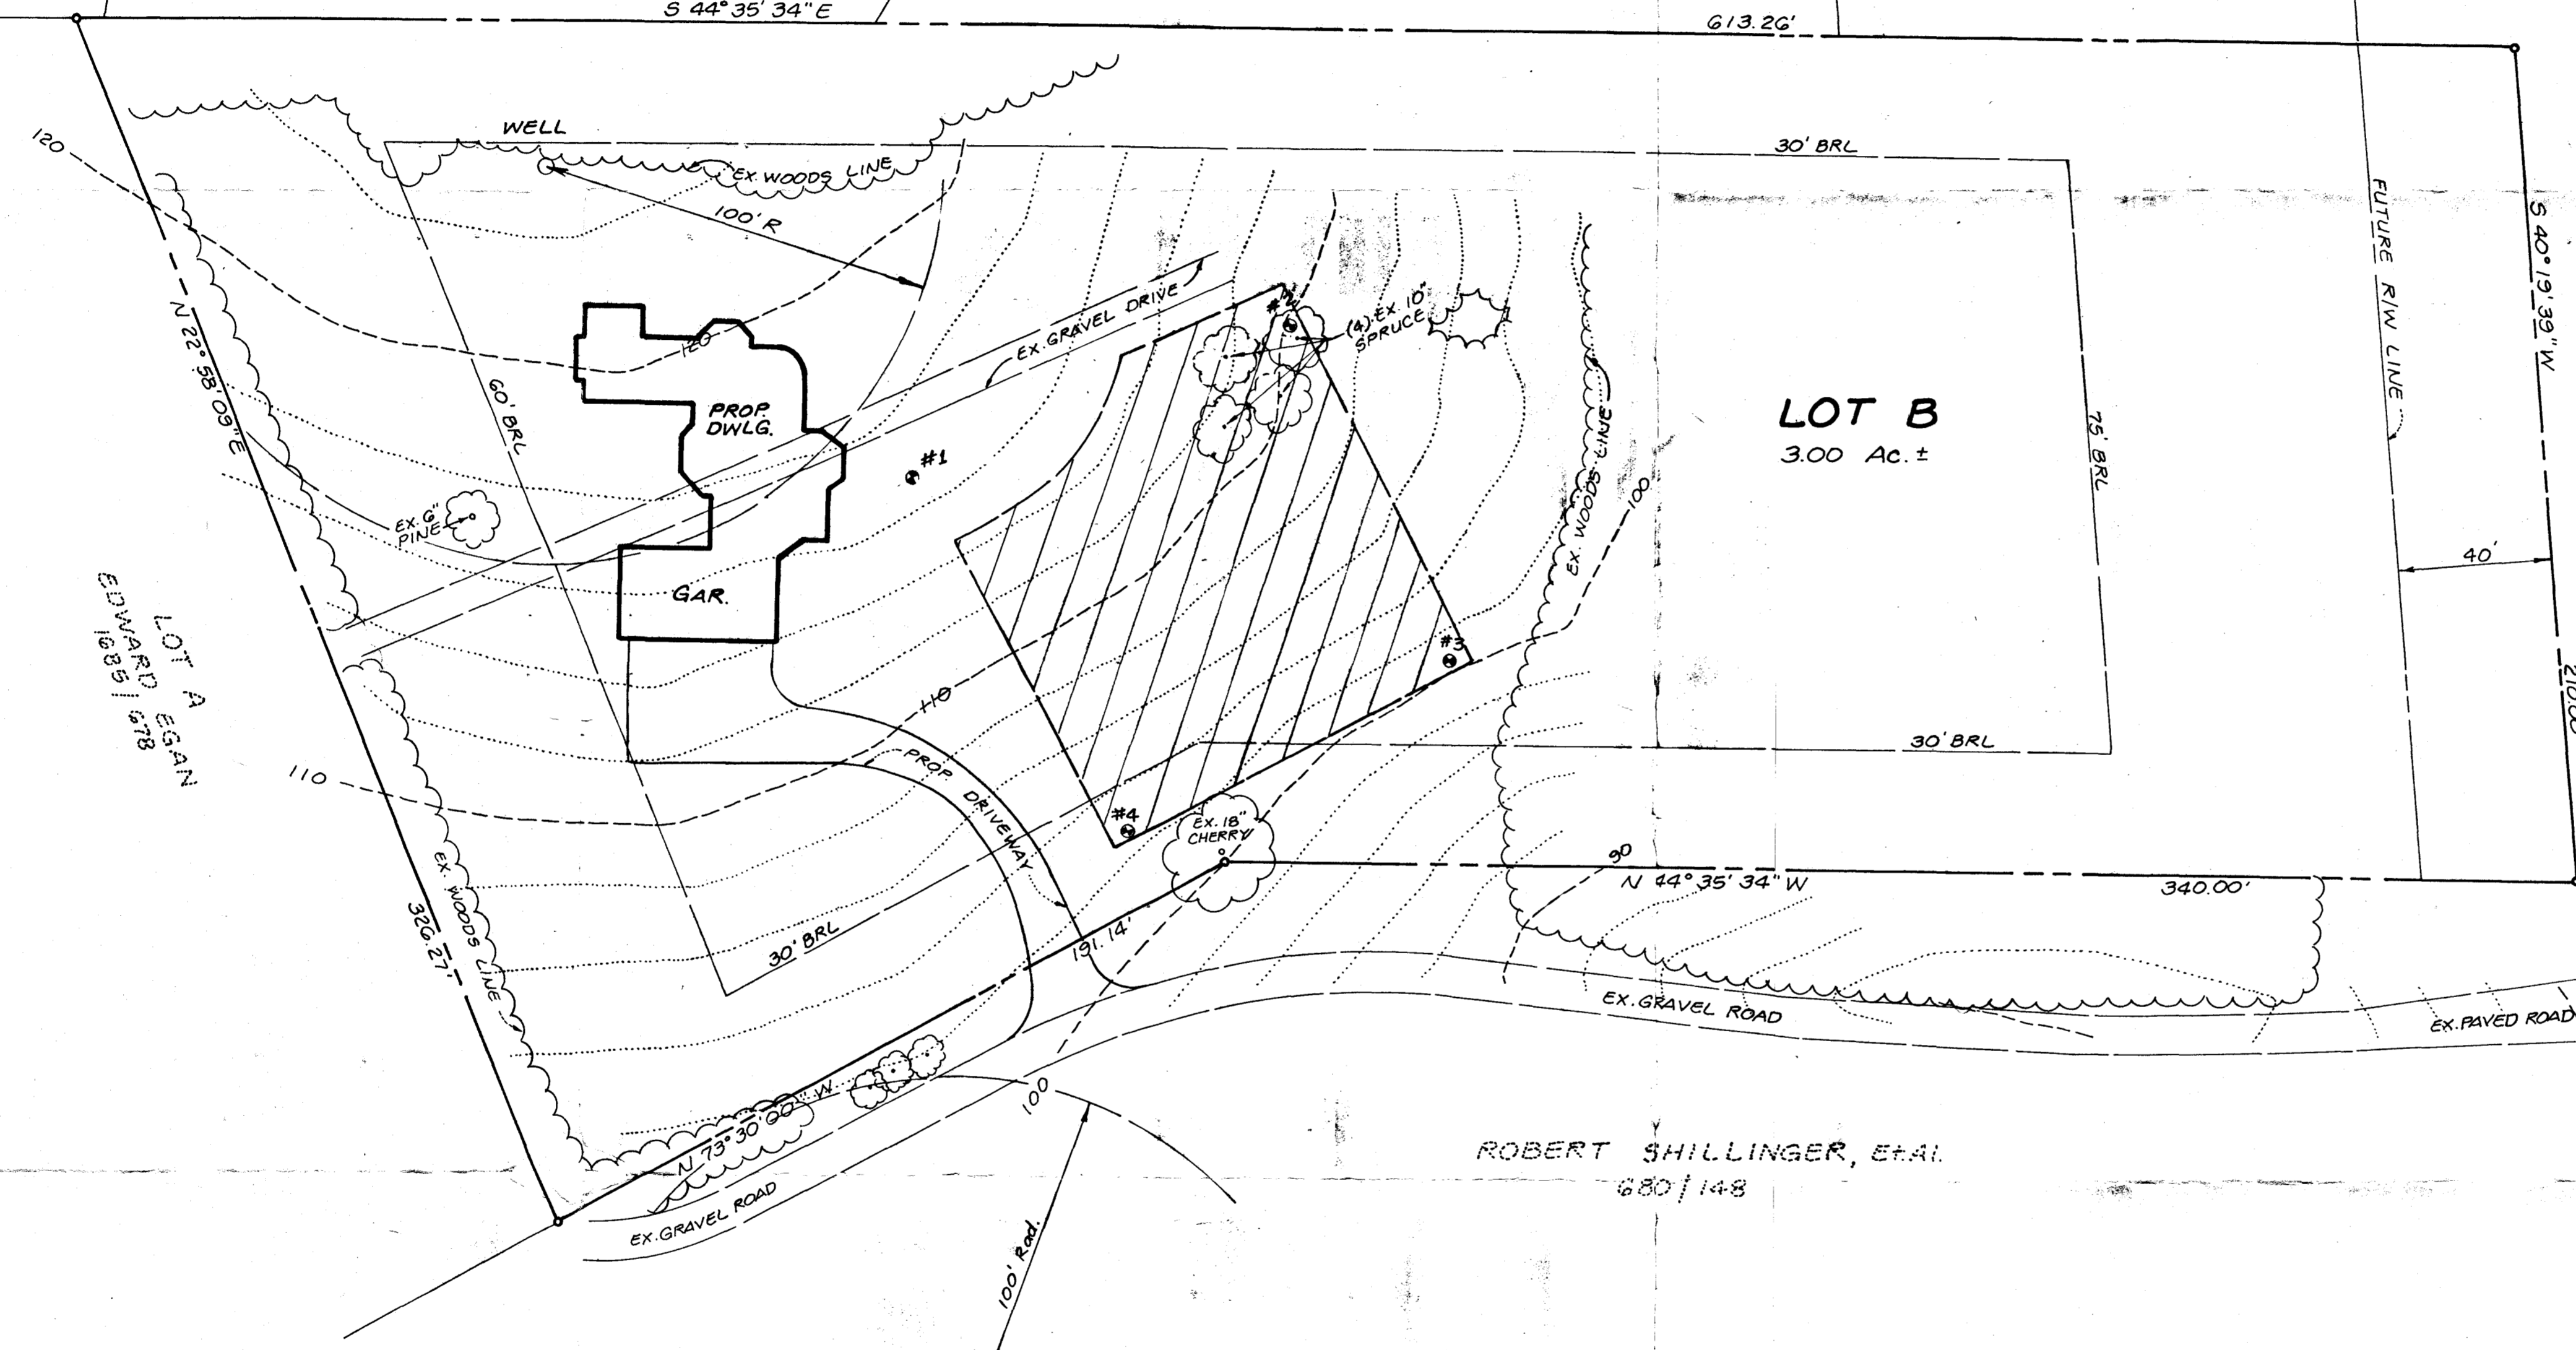 S 44° 35' 34" E
613.26'
120
WELL
30' BRL
EX. WOODS LINE
100' R
FUTURE R/W LINE
S 40° 19' 39" W
210.00'
N 22° 58' 09" E
326.27'
60' BRL
120
EX. GRAVEL DRIVE
#2
(4) EX. 10"
SPRUCE
PROP.
DWLG.
#1
LOT B
3.00 Ac. ±
75' BRL
EX. WOODS LINE
100
EX. 6"
PINE
40'
GAR.
LOT A
EDWARD EGAN
1685 / 678
#3
110
110
30' BRL
PROP. DRIVEWAY
#4
EX. 18"
CHERRY
90
N 44° 35' 34" W
340.00'
EX. WOODS LINE
30' BRL
191.14'
EX. GRAVEL ROAD
EX. PAVED ROAD
N 73° 30' 00" W
100
EX. GRAVEL ROAD
100' Rad.
ROBERT SHILLINGER, Et.Al.
680 / 148